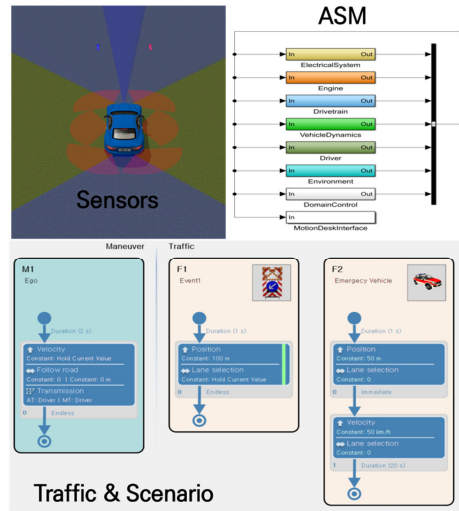 Sensors
ASM
In Out
ElectricalSystem
In Out
Engine
In Out
Drivetrain
In Out
VehicleDynamics
In Out
Driver
In Out
Environment
In Out
DomainControl
In
MotionDeskInterface
Maneuver
Traffic
M1
Ego
Duration (2 s)
Velocity
Constant: Hold Current Value
Follow road
Constant: 0 | Constant: 0 m
Transmission
AT: Driver | MT: Driver
0 Endless
F1
Event1
Duration (1 s)
Position
Constant: 100 m
Lane selection
Constant: Hold Current Value
0 Endless
F2
Emergecy Vehicle
Duration (1 s)
Position
Constant: 50 m
Lane selection
Constant: 0
0 Immediate
Velocity
Constant: 50 km/h
Lane selection
Constant: 0
1 Duration (20 s)
Traffic & Scenario